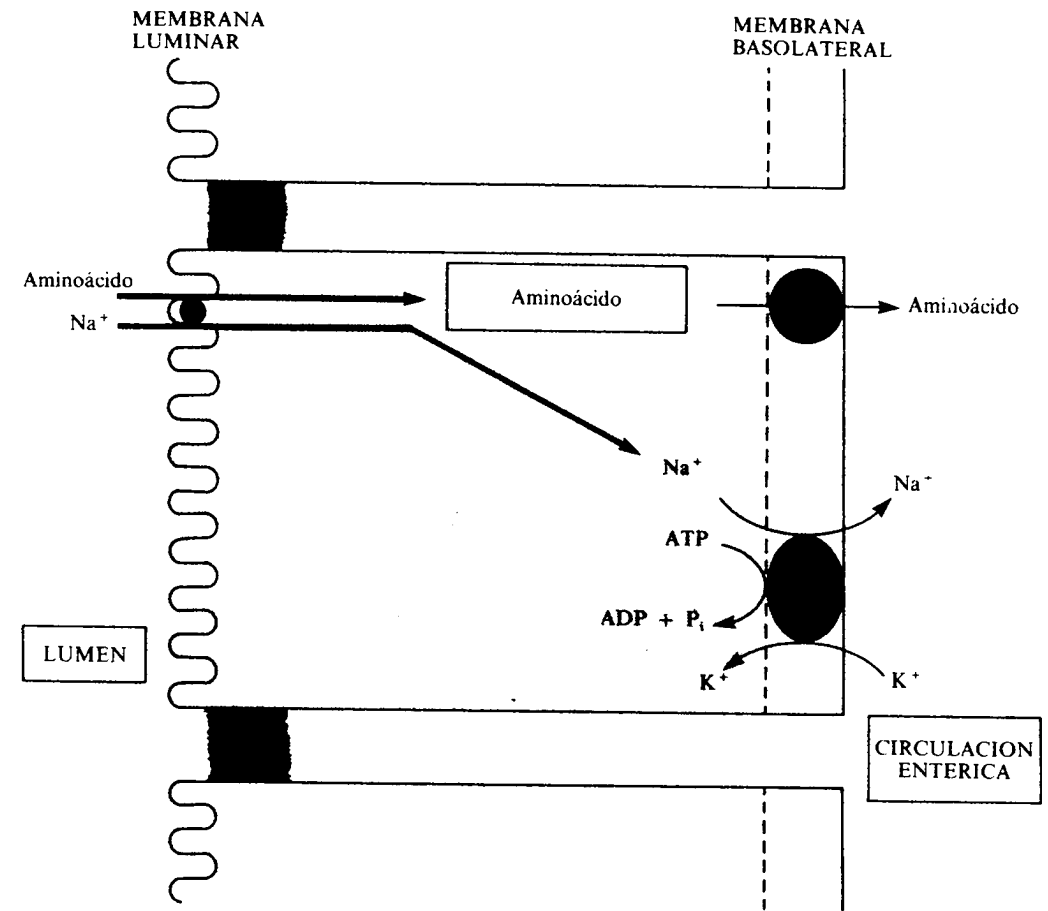 MEMBRANA
LUMINAR
MEMBRANA
BASOLATERAL
Aminoácido
Na⁺
Aminoácido
Aminoácido
Na⁺
Na⁺
ATP
ADP + Pᵢ
K⁺
K⁺
LUMEN
CIRCULACION
ENTERICA